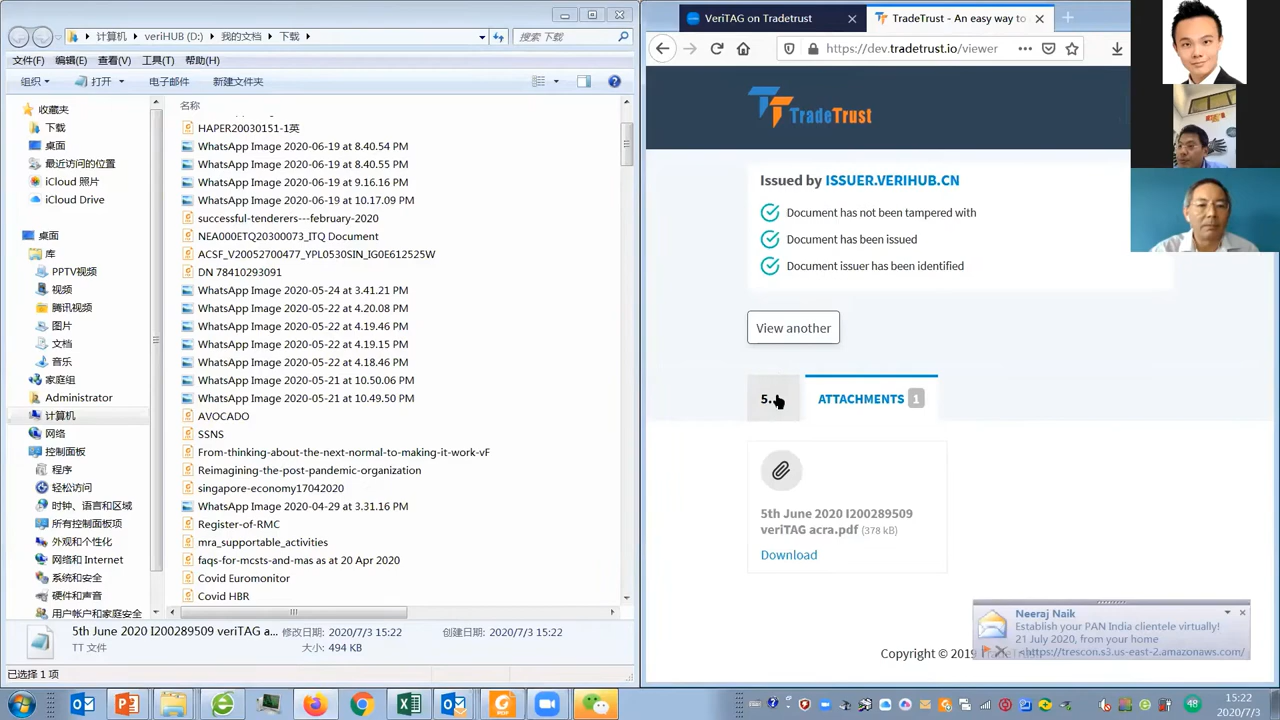 计算机
veriHUB (D:)
我的文档
下载
搜索 下载
文件(F)
编辑(E)
查看(V)
工具(T)
帮助(H)
组织
打开
电子邮件
新建文件夹
收藏夹
下载
桌面
最近访问的位置
iCloud 照片
iCloud Drive
桌面
库
PPTV视频
视频
腾讯视频
图片
文档
音乐
家庭组
Administrator
计算机
网络
控制面板
程序
轻松访问
时钟、语言和区域
所有控制面板项
外观和个性化
网络和 Internet
系统和安全
硬件和声音
用户帐户和家庭安全
名称
HAPER20030151-1英
WhatsApp Image 2020-06-19 at 8.40.54 PM
WhatsApp Image 2020-06-19 at 8.40.55 PM
WhatsApp Image 2020-06-19 at 9.16.16 PM
WhatsApp Image 2020-06-19 at 10.17.09 PM
successful-tenderers---february-2020
NEA000ETQ20300073_ITQ Document
ACSF_V20052700477_YPL0530SIN_IG0E612525W
DN 78410293091
WhatsApp Image 2020-05-24 at 3.41.21 PM
WhatsApp Image 2020-05-22 at 4.20.08 PM
WhatsApp Image 2020-05-22 at 4.19.46 PM
WhatsApp Image 2020-05-22 at 4.19.15 PM
WhatsApp Image 2020-05-22 at 4.18.46 PM
WhatsApp Image 2020-05-21 at 10.50.06 PM
WhatsApp Image 2020-05-21 at 10.49.50 PM
AVOCADO
SSNS
From-thinking-about-the-next-normal-to-making-it-work-vF
Reimagining-the-post-pandemic-organization
singapore-economy17042020
WhatsApp Image 2020-04-29 at 3.31.16 PM
Register-of-RMC
mra_supportable_activities
faqs-for-mcsts-and-mas as at 20 Apr 2020
Covid Euromonitor
Covid HBR
5th June 2020 I200289509 veriTAG a... 修改日期: 2020/7/3 15:22 创建日期: 2020/7/3 15:22
TT 文件 大小: 494 KB
已选择 1 项
VeriTAG on Tradetrust
TradeTrust - An easy way to
https://dev.tradetrust.io/viewer
TradeTrust
Issued by ISSUER.VERIHUB.CN
Document has not been tampered with
Document has been issued
Document issuer has been identified
View another
5..
ATTACHMENTS 1
5th June 2020 I200289509
veriTAG acra.pdf (378 kB)
Download
Neeraj Naik
Establish your PAN India clientele virtually!
21 July 2020, from your home
<https://trescon.s3.us-east-2.amazonaws.com/
Copyright © 2019
48
15:22
2020/7/3